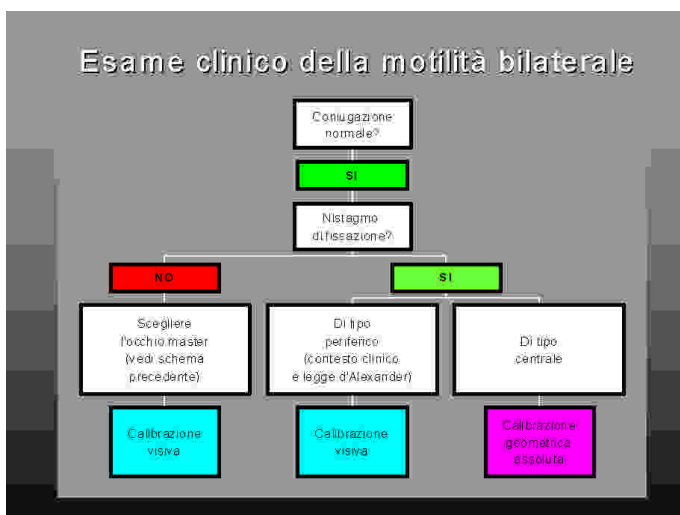 Esame clinico della motilità bilaterale
Coniugazione
normale?
SI
Nistagmo
di fissazione?
NO
SI
Scegliere
l'occhio master
(vedi schema
precedente)
Di tipo
periferico
(contesto clinico
e legge d'Alexander)
Di tipo
centrale
Calibrazione
visiva
Calibrazione
visiva
Calibrazione
geometrica
assoluta